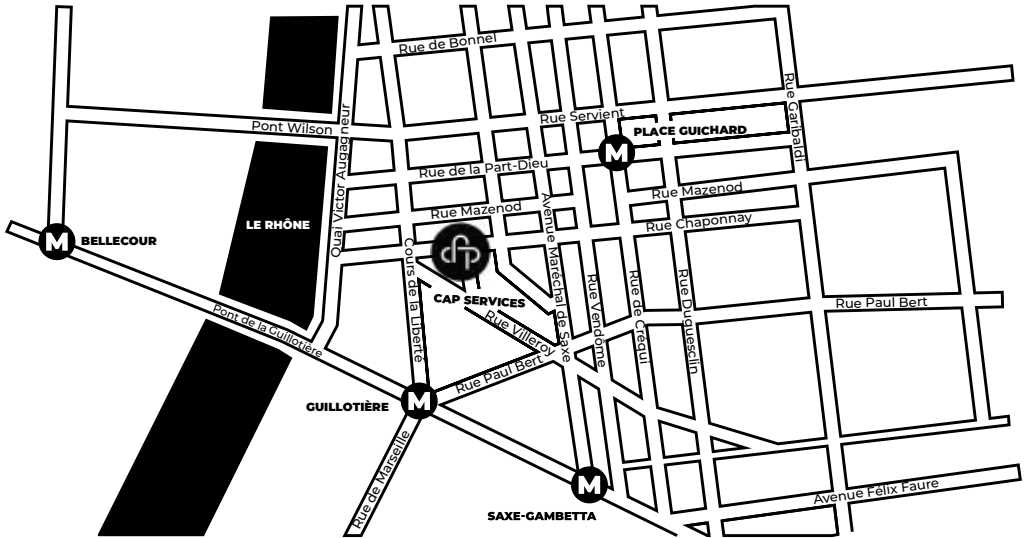 Rue de Bonnel
Rue Garibaldi
Quai Victor Augagneur
Rue Servient
Pont Wilson
PLACE GUICHARD
M
Rue de la Part-Dieu
Rue Mazenod
Rue Mazenod
Avenue Maréchal de Saxe
LE RHÔNE
Rue Chaponnay
M
BELLECOUR
Cours de la Liberté
Rue Vendôme
Rue de Créqui
Rue Duguesclin
CAP SERVICES
Rue Paul Bert
Pont de la Guillotière
Rue Villeroy
Rue Paul Bert
GUILLOTIÈRE
M
Rue de Marseille
M
Avenue Félix Faure
SAXE-GAMBETTA